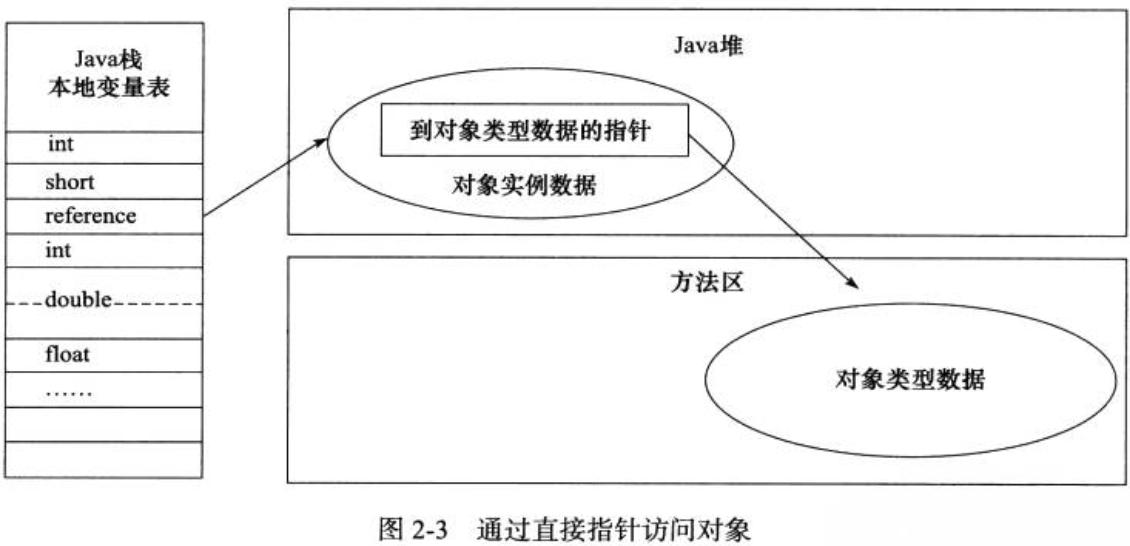 Java栈
本地变量表
int
short
reference
int
double
float
……
Java堆
到对象类型数据的指针
对象实例数据
方法区
对象类型数据
图 2-3 通过直接指针访问对象